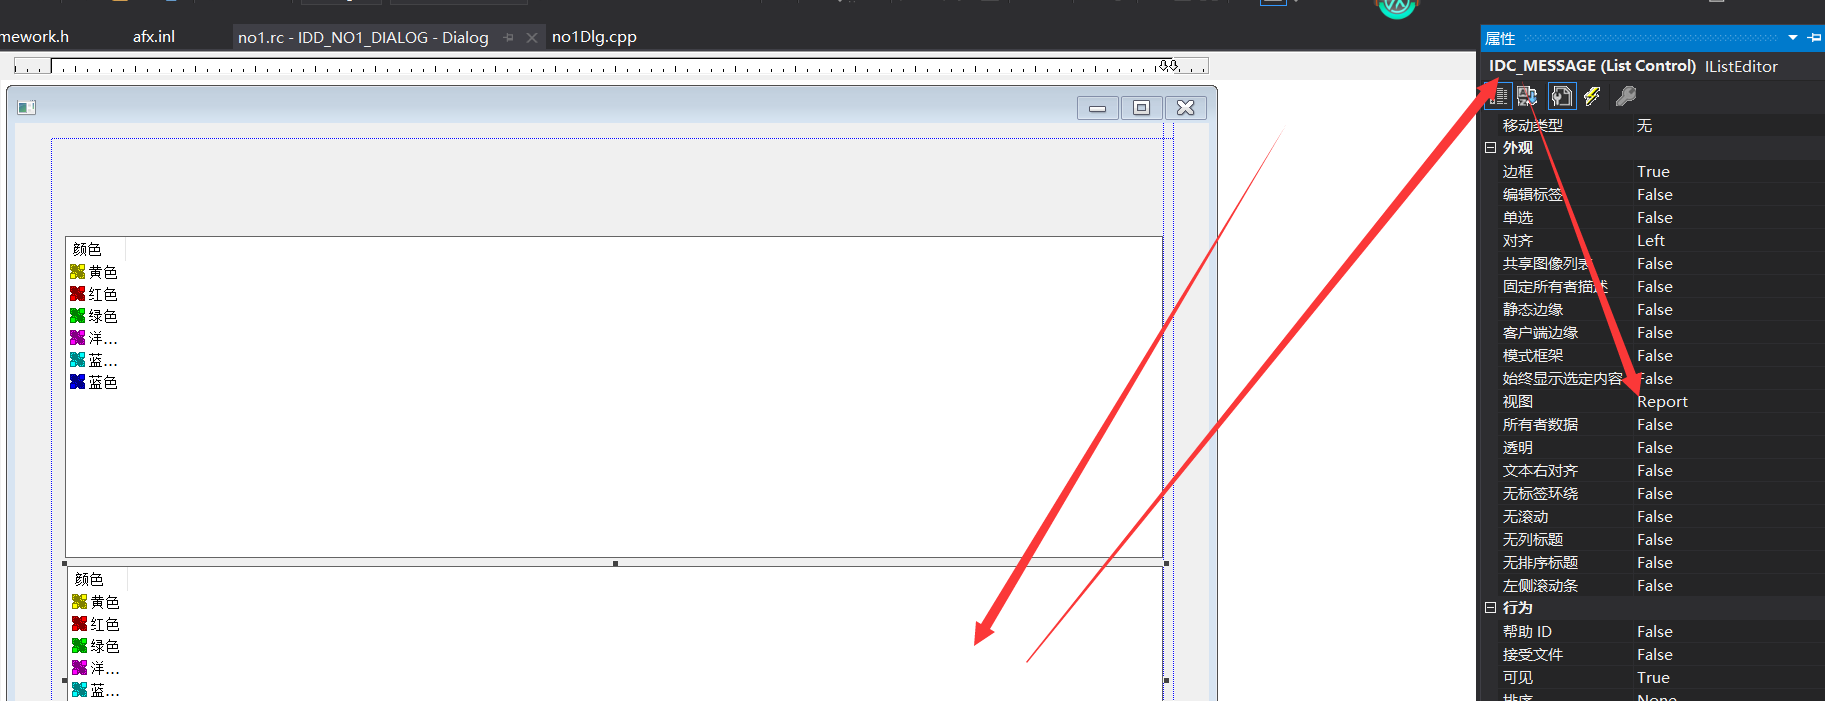 mework.h
afx.inl
no1.rc - IDD_NO1_DIALOG - Dialog
no1Dlg.cpp
属性
IDC_MESSAGE (List Control) IListEditor
移动类型 无
外观
边框 True
编辑标签 False
单选 False
对齐 Left
共享图像列表 False
固定所有者描述 False
静态边缘 False
客户端边缘 False
模式框架 False
始终显示选定内容 False
视图 Report
所有者数据 False
透明 False
文本右对齐 False
无标签环绕 False
无滚动 False
无列标题 False
无排序标题 False
左侧滚动条 False
行为
帮助 ID False
接受文件 False
可见 True
排序 None
颜色
黄色
红色
绿色
洋...
蓝...
蓝色
颜色
黄色
红色
绿色
洋...
蓝...